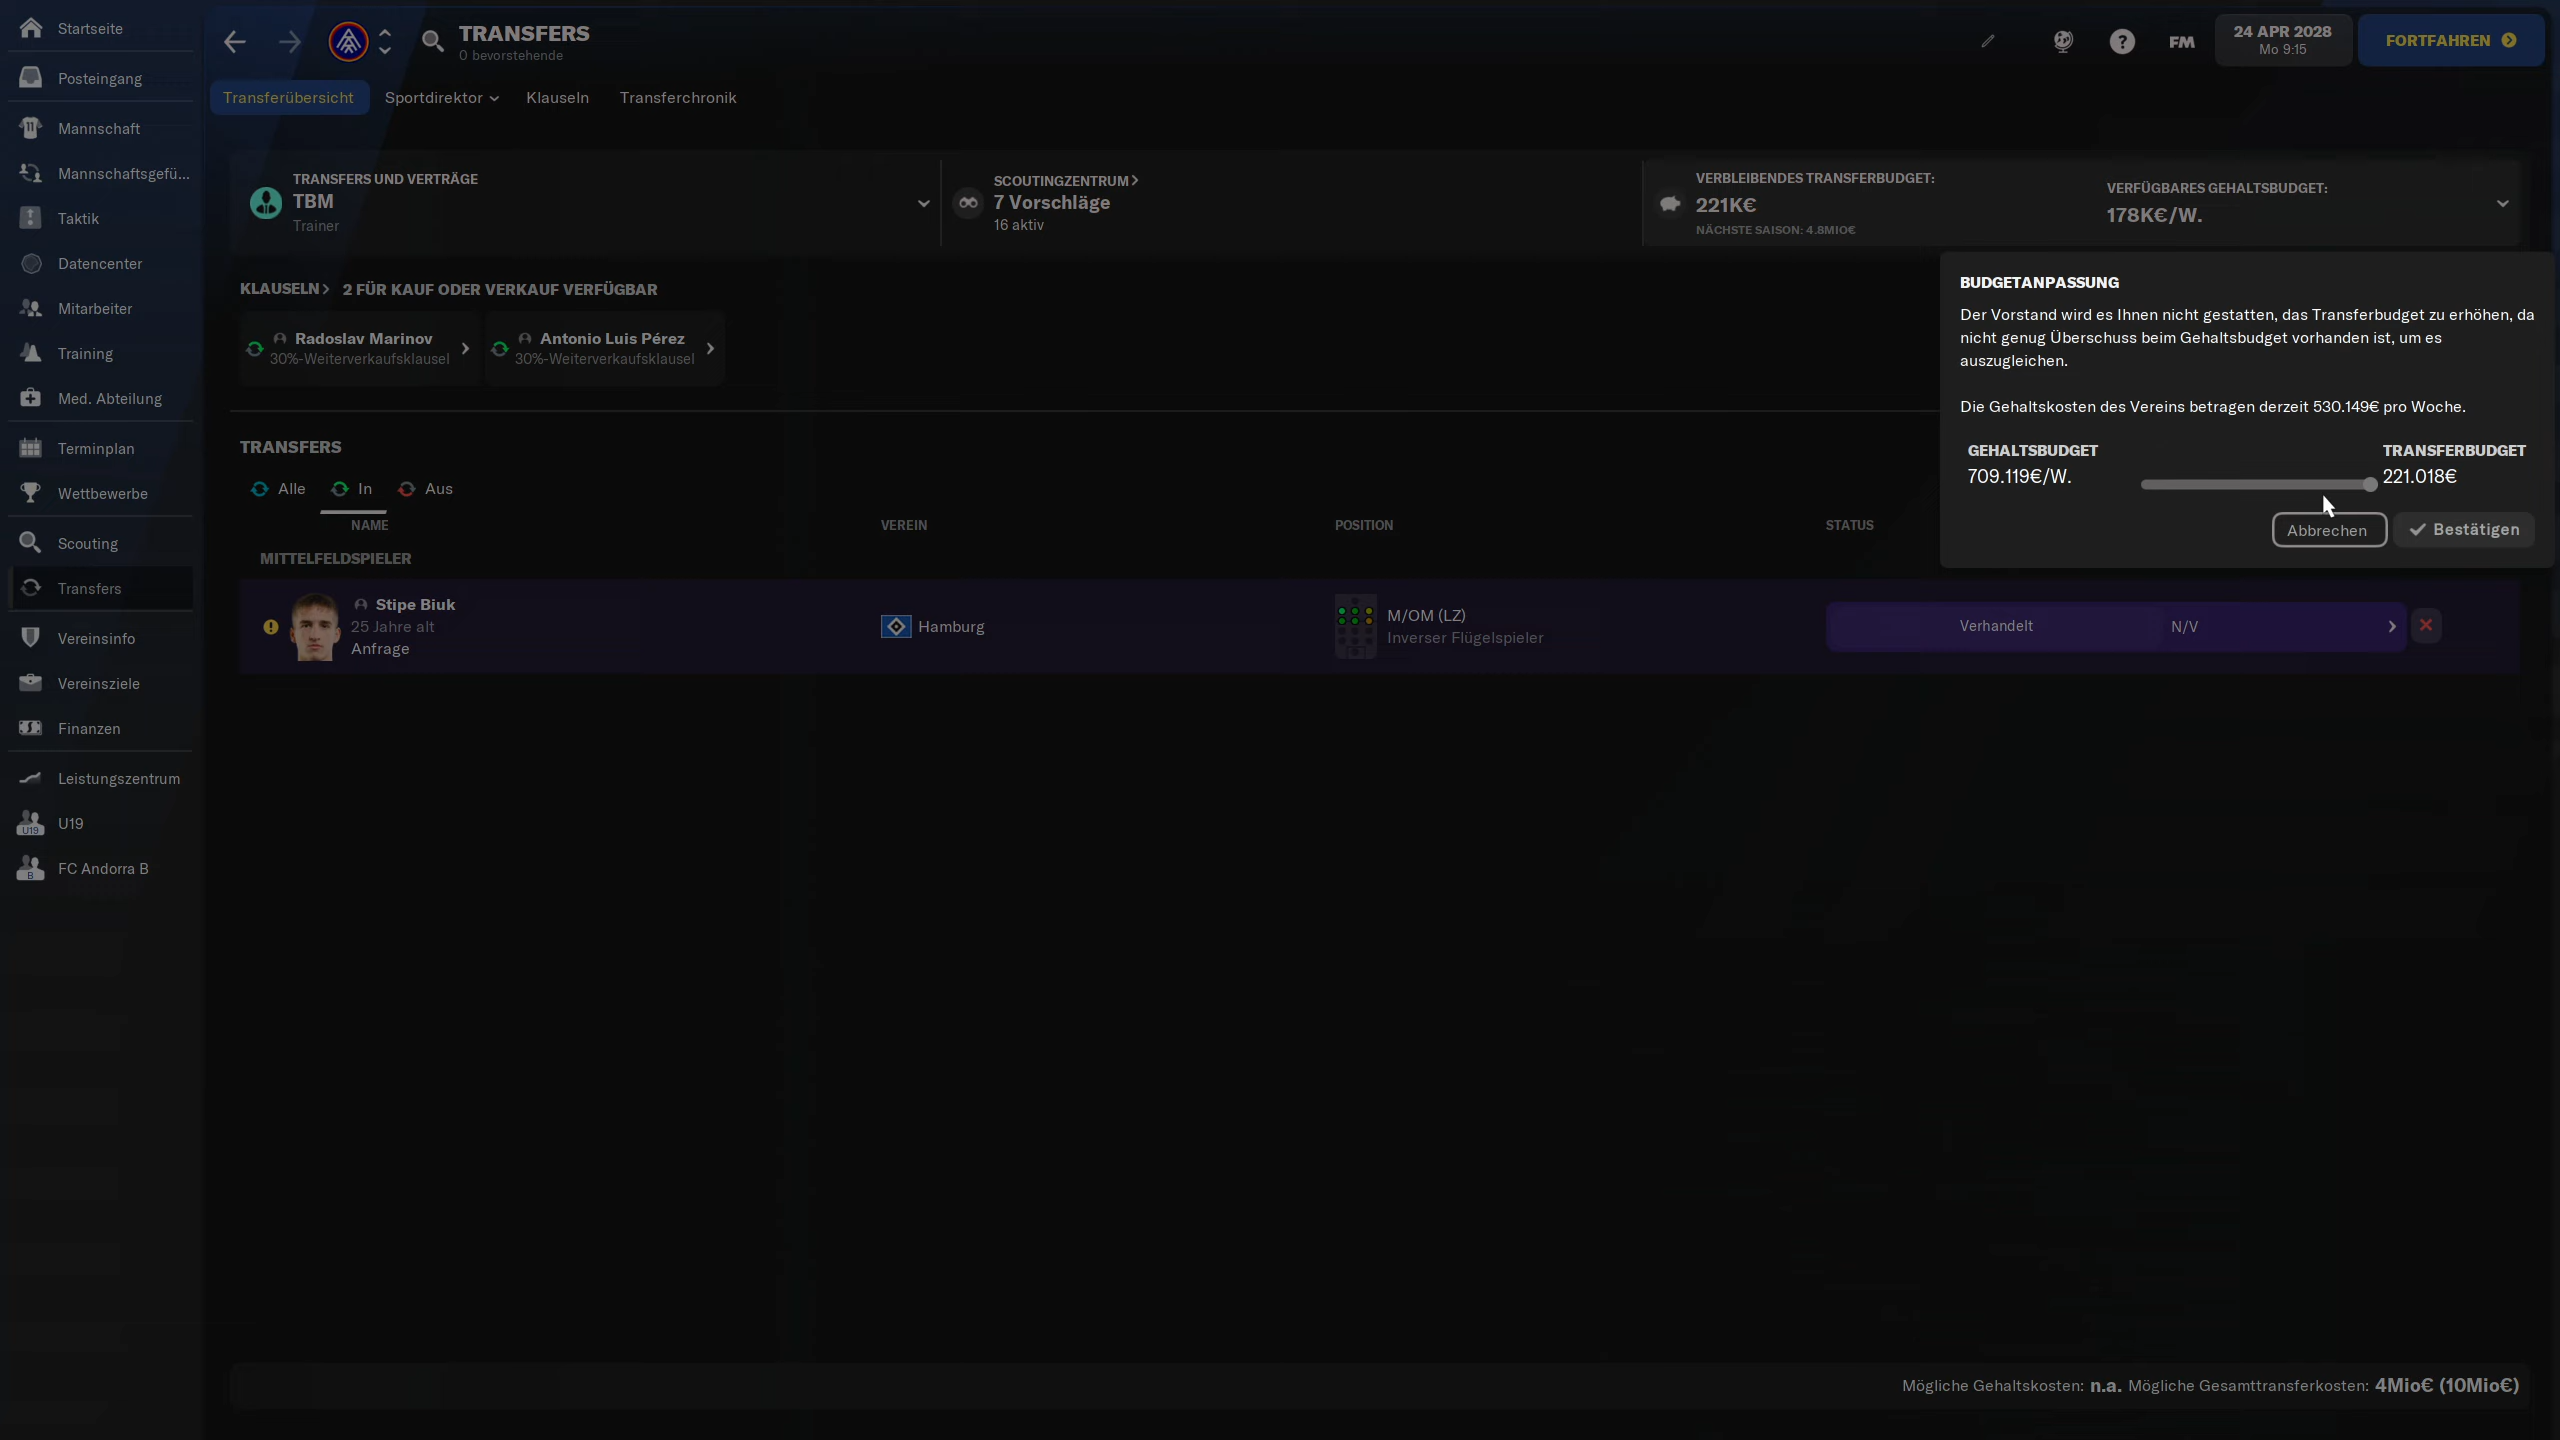 Startseite
Posteingang
Mannschaft
Mannschaftsgefü...
Taktik
Datencenter
Mitarbeiter
Training
Med. Abteilung
Terminplan
Wettbewerbe
Scouting
Transfers
Vereinsinfo
Vereinsziele
Finanzen
Leistungszentrum
U19
U19
B
FC Andorra B
TRANSFERS
0 bevorstehende
FM
24 APR 2028
Mo 9:15
FORTFAHREN
Transferübersicht
Sportdirektor
Klauseln
Transferchronik
TRANSFERS UND VERTRÄGE
TBM
Trainer
SCOUTINGZENTRUM
7 Vorschläge
16 aktiv
VERBLEIBENDES TRANSFERBUDGET:
221K€
NÄCHSTE SAISON: 4.8MIO€
VERFÜGBARES GEHALTSBUDGET:
178K€/W.
KLAUSELN
2 FÜR KAUF ODER VERKAUF VERFÜGBAR
Radoslav Marinov
30%-Weiterverkaufsklausel
Antonio Luis Pérez
30%-Weiterverkaufsklausel
BUDGETANPASSUNG
Der Vorstand wird es Ihnen nicht gestatten, das Transferbudget zu erhöhen, da
nicht genug Überschuss beim Gehaltsbudget vorhanden ist, um es
auszugleichen.
Die Gehaltskosten des Vereins betragen derzeit 530.149€ pro Woche.
GEHALTSBUDGET
709.119€/W.
TRANSFERBUDGET
221.018€
Abbrechen
Bestätigen
TRANSFERS
Alle
In
Aus
NAME
VEREIN
POSITION
STATUS
MITTELFELDSPIELER
Stipe Biuk
25 Jahre alt
Anfrage
Hamburg
M/OM (LZ)
Inverser Flügelspieler
Verhandelt
N/V
Mögliche Gehaltskosten: n.a. Mögliche Gesamttransferkosten: 4Mio€ (10Mio€)